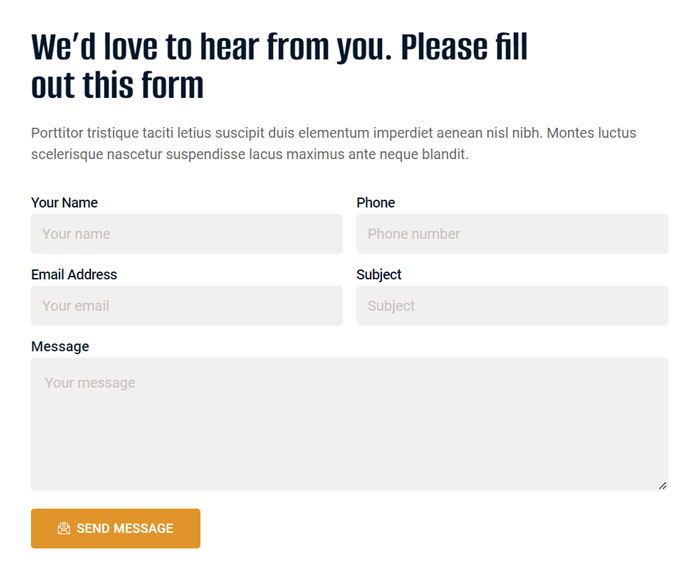 We’d love to hear from you. Please fill
out this form
Porttitor tristique taciti letius suscipit duis elementum imperdiet aenean nisl nibh. Montes luctus
scelerisque nascetur suspendisse lacus maximus ante neque blandit.
Your Name
Your name
Phone
Phone number
Email Address
Your email
Subject
Subject
Message
Your message
SEND MESSAGE